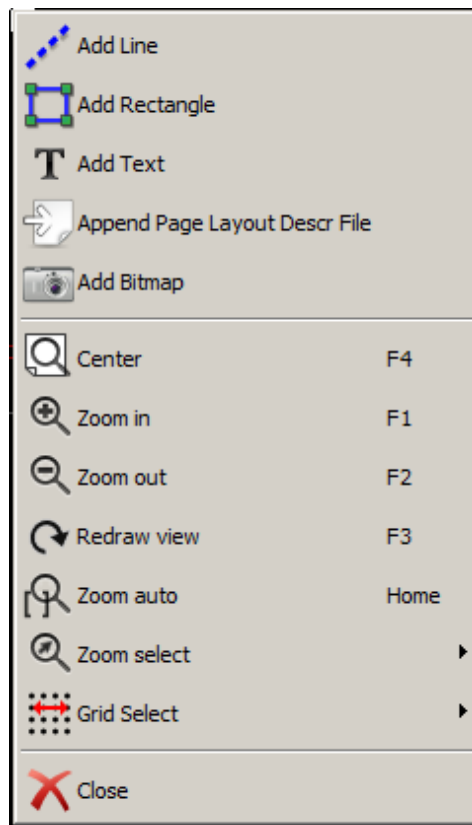 Add Line
Add Rectangle
T Add Text
Append Page Layout Descr File
Add Bitmap
Center F4
Zoom in F1
Zoom out F2
Redraw view F3
Zoom auto Home
Zoom select
Grid Select
Close